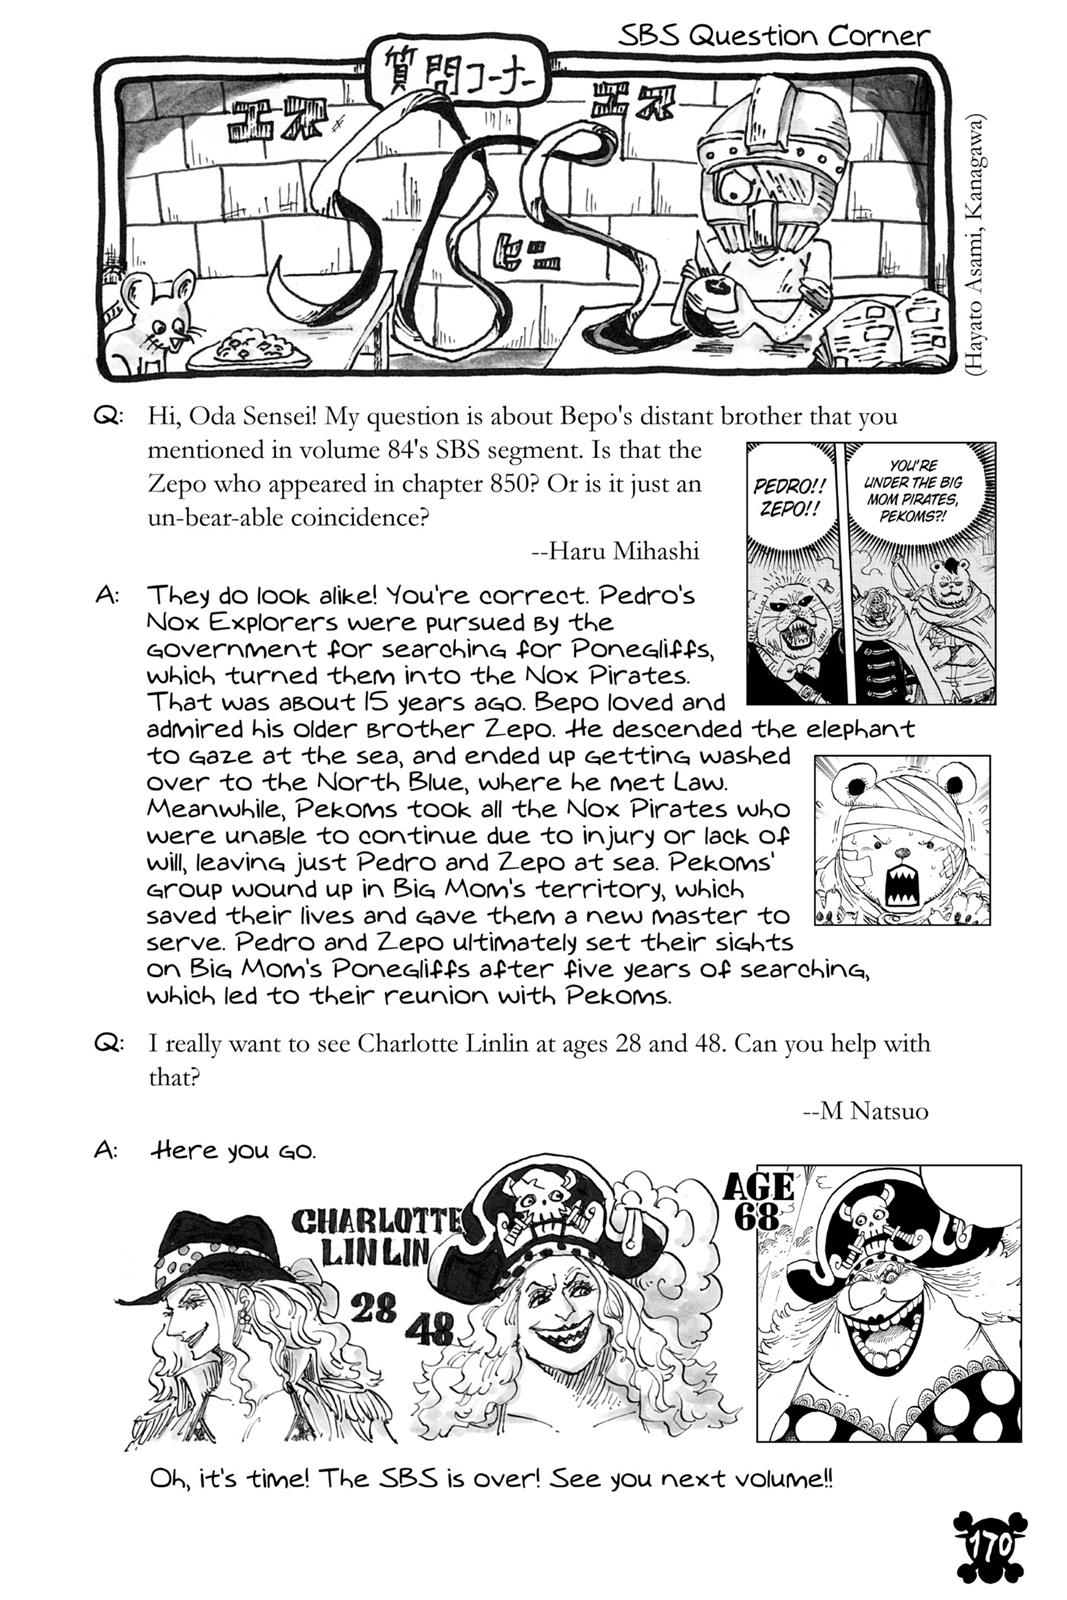 SBS Question Corner
質問コーナー
エス
エス
ビー
(Hayato Asami, Kanagawa)
Q: Hi, Oda Sensei! My question is about Bepo's distant brother that you
mentioned in volume 84's SBS segment. Is that the
Zepo who appeared in chapter 850? Or is it just an
un-bear-able coincidence?
--Haru Mihashi
PEDRO!!
ZEPO!!
YOU'RE
UNDER THE BIG
MOM PIRATES,
PEKOMS?!
A: They do look alike! You're correct. Pedro's
Nox Explorers were pursued by the
government for searching for Poneglyffs,
which turned them into the Nox Pirates.
That was about 15 years ago. Bepo loved and
admired his older brother Zepo. He descended the elephant
to gaze at the sea, and ended up getting washed
over to the North Blue, where he met Law.
Meanwhile, Pekoms took all the Nox Pirates who
were unable to continue due to injury or lack of
will, leaving just Pedro and Zepo at sea. Pekoms'
group wound up in Big Mom's territory, which
saved their lives and gave them a new master to
serve. Pedro and Zepo ultimately set their sights
on Big Mom's Ponegliffs after five years of searching,
which led to their reunion with Pekoms.
Q: I really want to see Charlotte Linlin at ages 28 and 48. Can you help with
that?
--M Natsuo
A: Here you go.
CHARLOTTE
LINLIN
28
48
AGE
68
Oh, it's time! The SBS is over! See you next volume!!
170